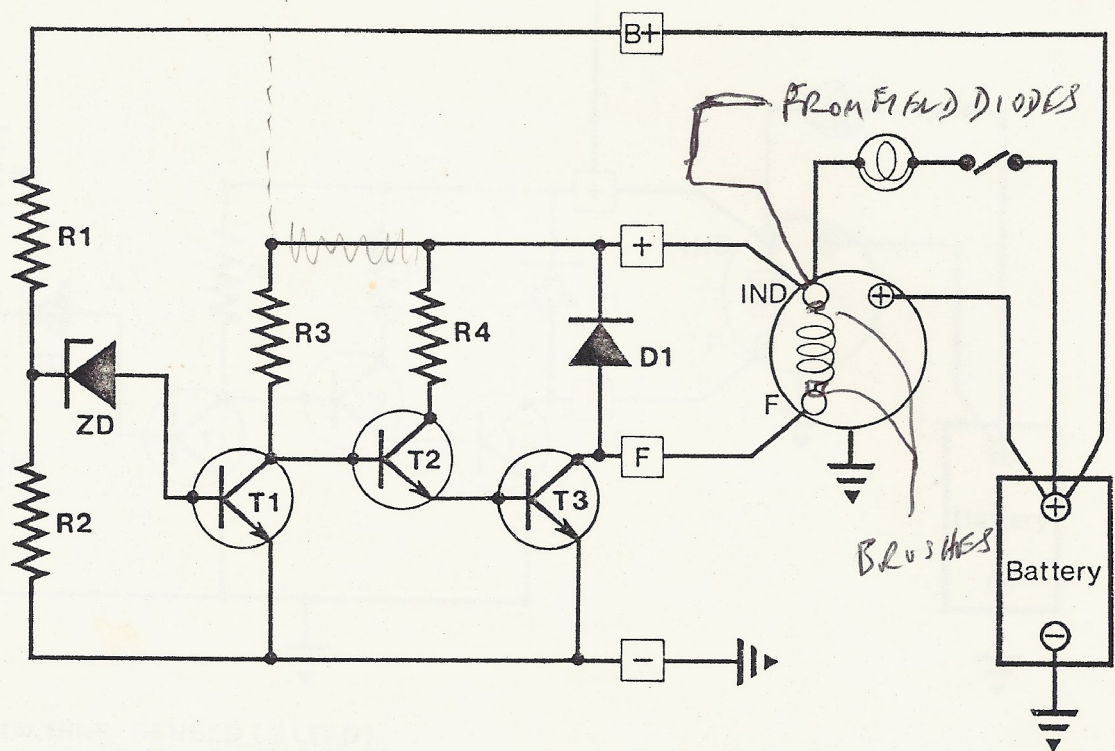 B+
FROM FIELD DIODES
R1
+
IND
+
R3
R4
D1
ZD
F
T2
F
T1
T3
R2
+
BRUSHES
Battery
−
−